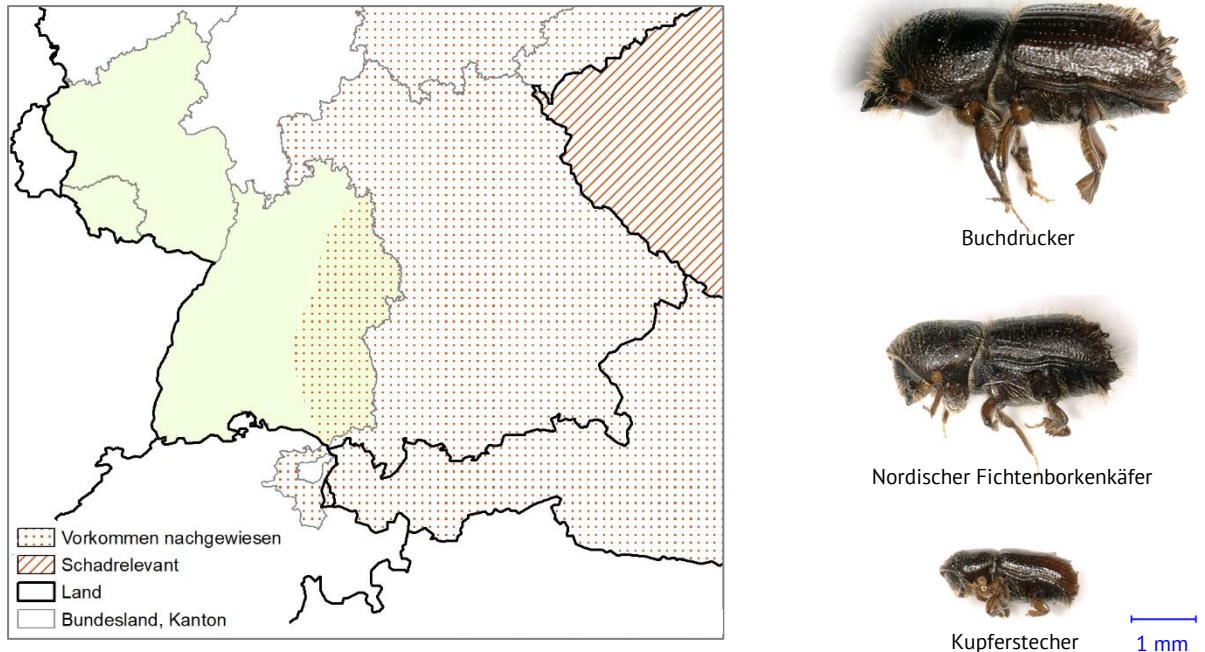 Vorkommen nachgewiesen
Schadrelevant
Land
Bundesland, Kanton
Buchdrucker
Nordischer Fichtenborkenkäfer
Kupferstecher
1 mm